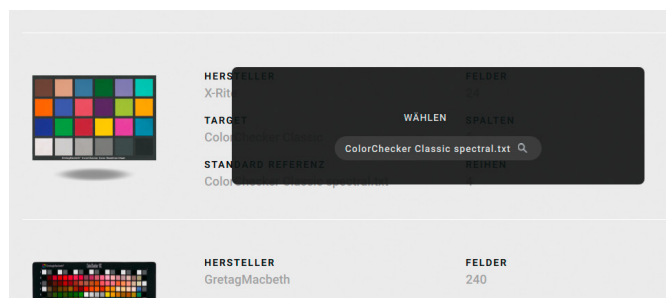 HERSTELLER
FELDER
X-Rite
24
WÄHLEN
TARGET
SPALTEN
ColorChecker Classic
ColorChecker Classic spectral.txt
STANDARD REFERENZ
REIHEN
ColorChecker Classic spectral.txt
HERSTELLER
FELDER
GretagMacbeth
240